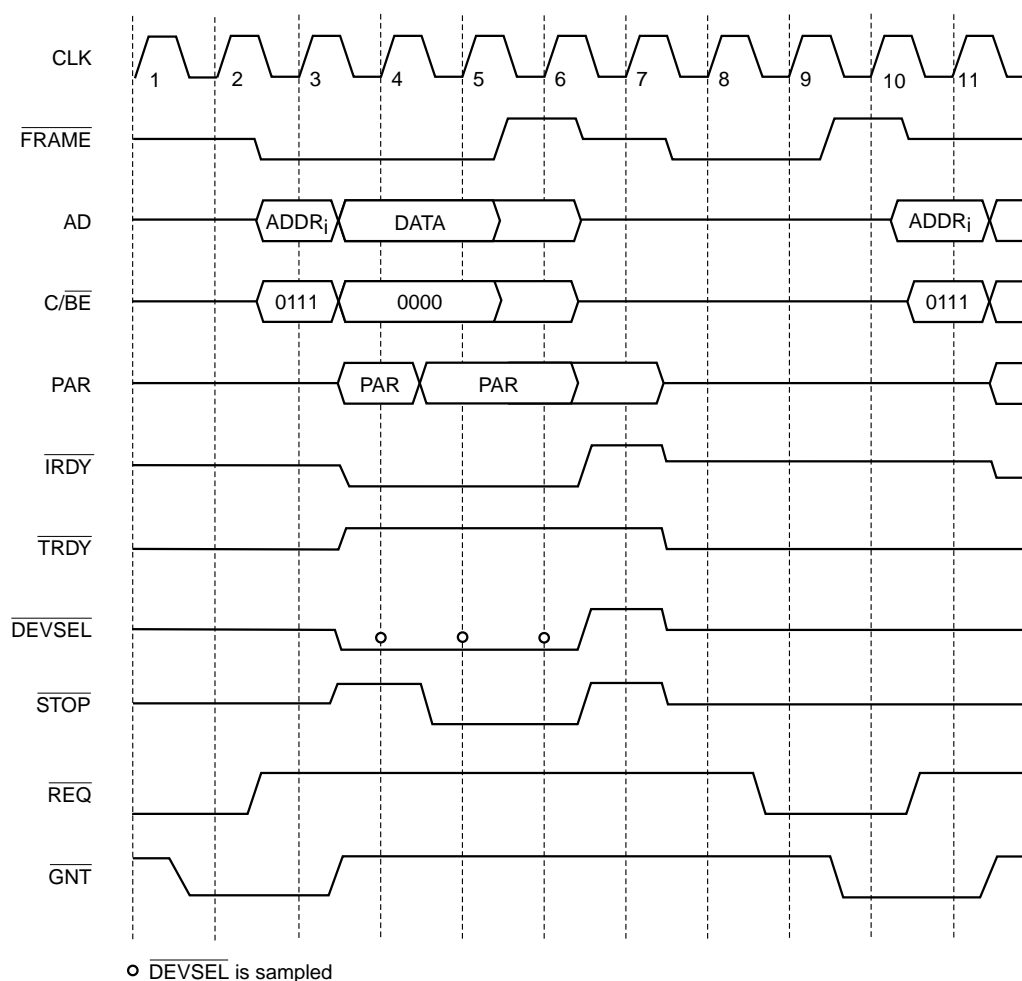 CLK
1 2 3 4 5 6 7 8 9 10 11
FRAME
AD ADDRi DATA ADDRi
C/BE 0111 0000 0111
PAR PAR PAR
IRDY
TRDY
DEVSEL
STOP
REQ
GNT
DEVSEL is sampled